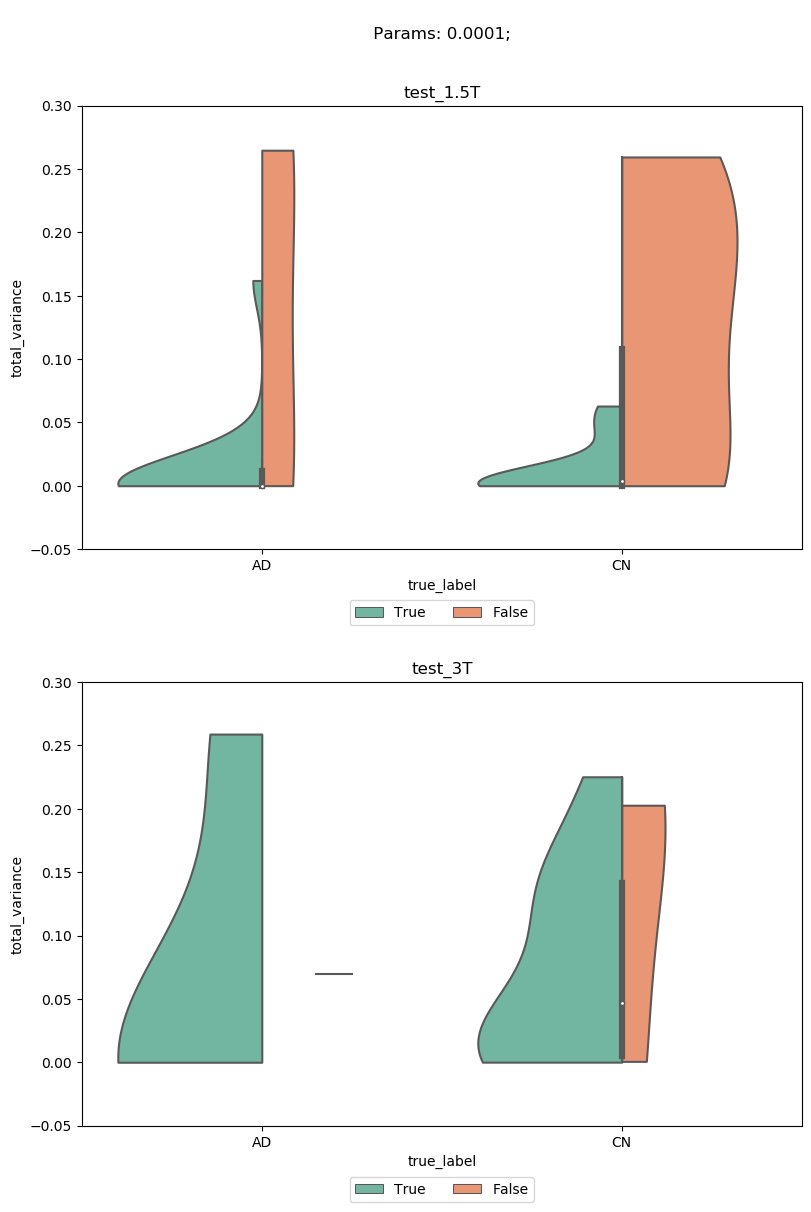 Params: 0.0001;
test_1.5T
0.30
0.25
0.20
0.15
0.10
0.05
0.00
−0.05
total_variance
AD CN
true_label
True False
test_3T
0.30
0.25
0.20
0.15
0.10
0.05
0.00
−0.05
total_variance
AD CN
true_label
True False